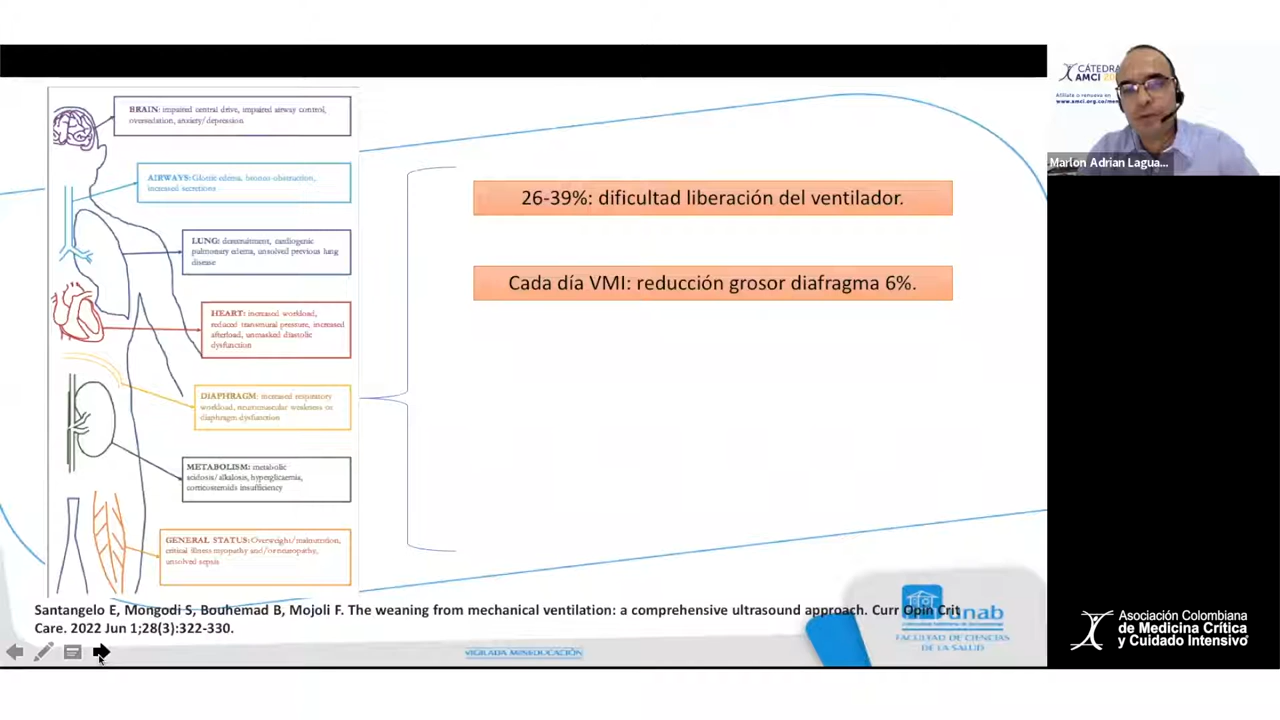 BRAIN: impaired central drive, impaired airway control,
oversedation, anxiety/depression
AIRWAYS: Glottic edema, bronco obstruction,
increased secretions
LUNG: derecruitment, cardiogenic
pulmonary edema, unsolved previous lung
disease
HEART: increased workload,
reduced transmural pressure, increased
afterload, unmasked diastolic
dysfunction
DIAPHRAGM: increased respiratory
workload, neuromuscular weakness or
diaphragm dysfunction
METABOLISM: metabolic
acidosis/alkalosis, hyperglicaemia,
corticosteroids insufficiency
GENERAL STATUS: Overweight/malnutrition,
critical illness myopathy and/or neuropathy,
unsolved sepsis
26-39%: dificultad liberación del ventilador.
Cada día VMI: reducción grosor diafragma 6%.
Santangelo E, Mongodi S, Bouhemad B, Mojoli F. The weaning from mechanical ventilation: a comprehensive ultrasound approach. Curr Opin Crit
Care. 2022 Jun 1;28(3):322-330.
unab
FACULTAD DE CIENCIAS
DE LA SALUD
VIGILADA MINEDUCACIÓN
CÁTEDRA
AMCI
Marlon Adrian Lagua...
Asociación Colombiana
de Medicina Crítica
y Cuidado Intensivo